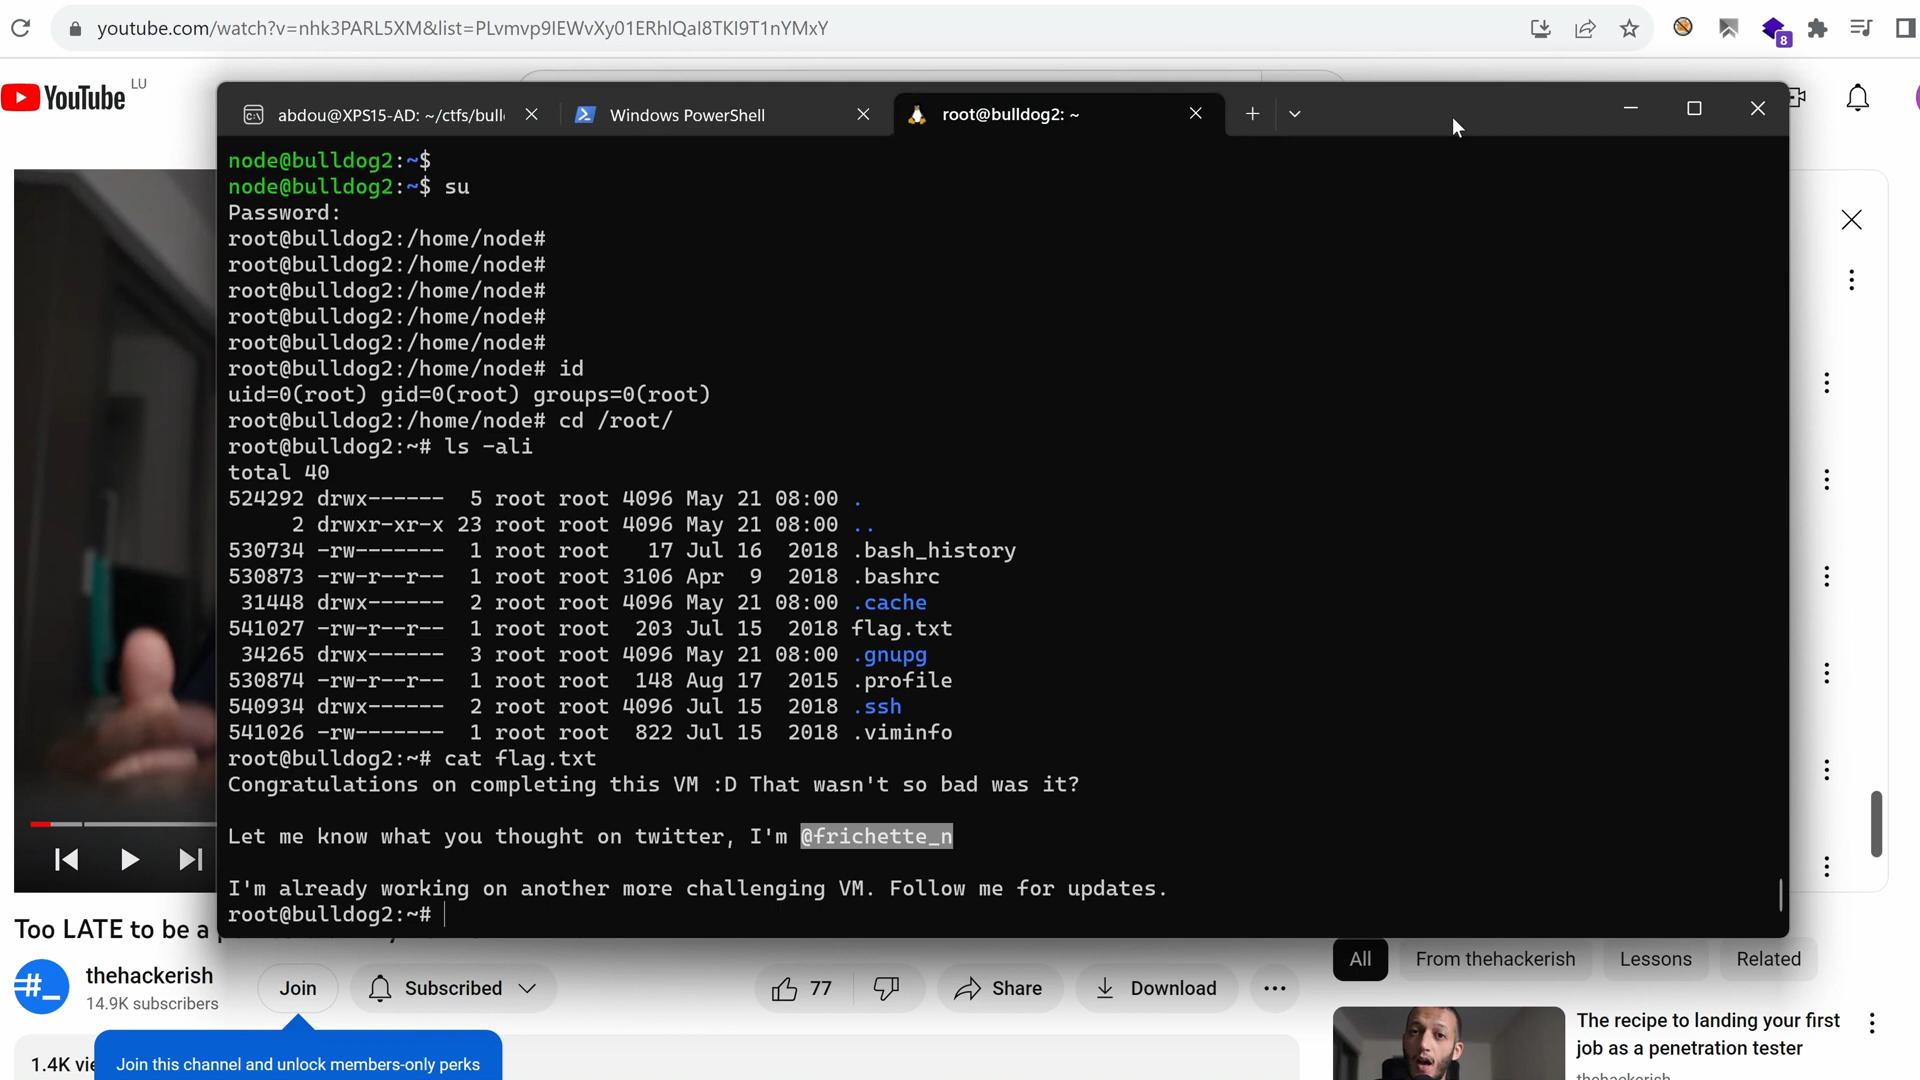 youtube.com/watch?v=nhk3PARL5XM&list=PLvmvp9IEWvXy01ERhlQaI8TKI9T1nYMxY
8
YouTube LU
abdou@XPS15-AD: ~/ctfs/bull
Windows PowerShell
root@bulldog2: ~
node@bulldog2:~$
node@bulldog2:~$ su
Password:
root@bulldog2:/home/node#
root@bulldog2:/home/node#
root@bulldog2:/home/node#
root@bulldog2:/home/node#
root@bulldog2:/home/node#
root@bulldog2:/home/node# id
uid=0(root) gid=0(root) groups=0(root)
root@bulldog2:/home/node# cd /root/
root@bulldog2:~# ls -ali
total 40
524292 drwx------  5 root root 4096 May 21 08:00 .
     2 drwxr-xr-x 23 root root 4096 May 21 08:00 ..
530734 -rw-------  1 root root   17 Jul 16  2018 .bash_history
530873 -rw-r--r--  1 root root 3106 Apr  9  2018 .bashrc
 31448 drwx------  2 root root 4096 May 21 08:00 .cache
541027 -rw-r--r--  1 root root  203 Jul 15  2018 flag.txt
 34265 drwx------  3 root root 4096 May 21 08:00 .gnupg
530874 -rw-r--r--  1 root root  148 Aug 17  2015 .profile
540934 drwx------  2 root root 4096 Jul 15  2018 .ssh
541026 -rw-------  1 root root  822 Jul 15  2018 .viminfo
root@bulldog2:~# cat flag.txt
Congratulations on completing this VM :D That wasn't so bad was it?
Let me know what you thought on twitter, I'm @frichette_n
I'm already working on another more challenging VM. Follow me for updates.
root@bulldog2:~#
Too LATE to be a
#_
thehackerish
14.9K subscribers
Join
Subscribed
77
Share
Download
All
From thehackerish
Lessons
Related
1.4K
Join this channel and unlock members-only perks
The recipe to landing your first
job as a penetration tester
thehackerish